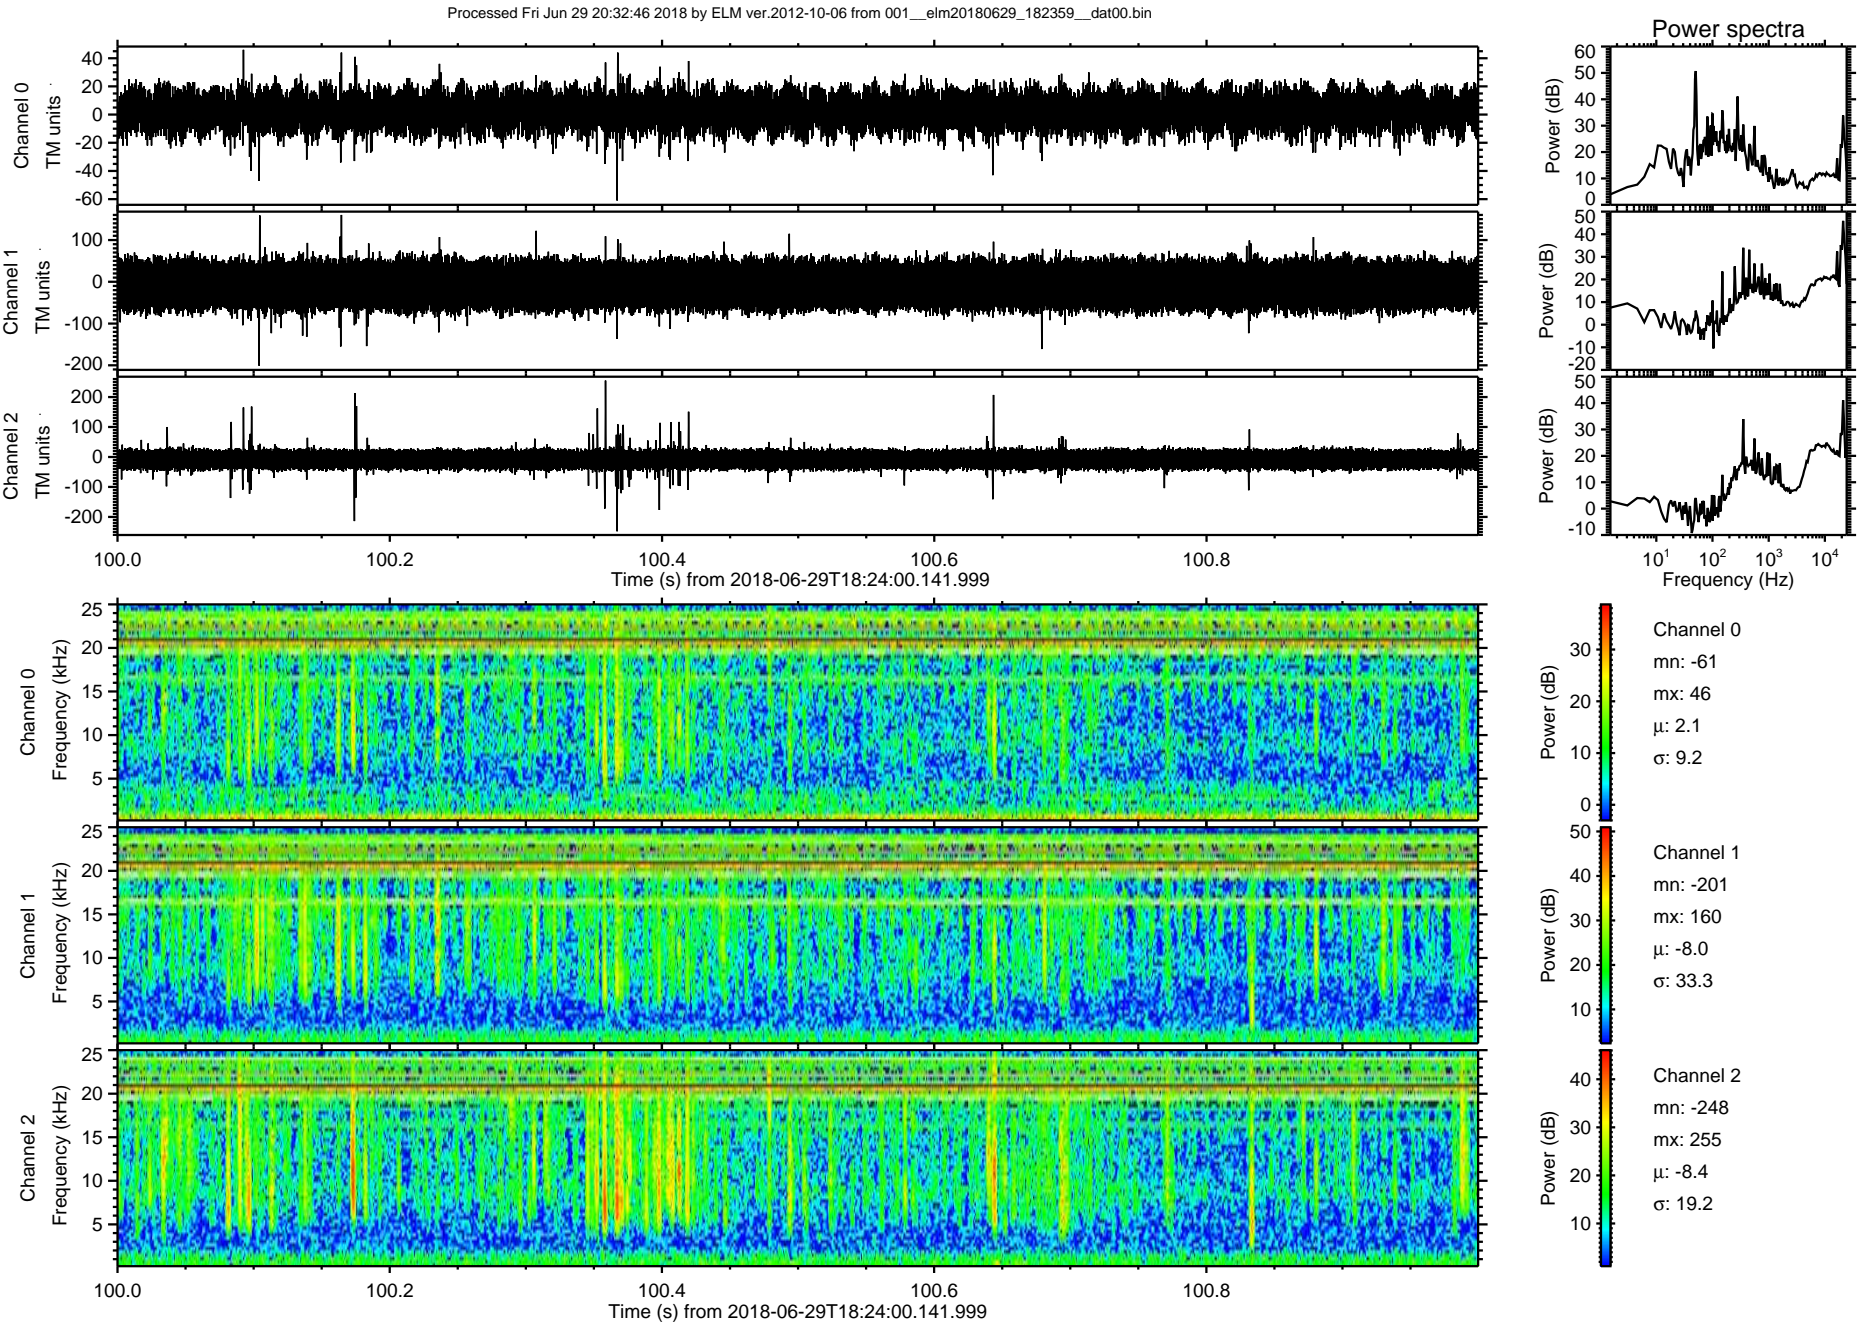 Processed Fri Jun 29 20:32:46 2018 by ELM ver.2012-10-06 from 001__elm20180629_182359__dat00.bin
Power spectra
Channel 0
TM units
40
20
0
-20
-40
-60
Power (dB)
60
50
40
30
20
10
0
Channel 1
TM units
100
0
-100
-200
Power (dB)
50
40
30
20
10
0
-10
-20
Channel 2
TM units
200
100
0
-100
-200
Power (dB)
50
40
30
20
10
0
-10
100.0 100.2 100.4 100.6 100.8
Time (s) from 2018-06-29T18:24:00.141.999
10^1 10^2 10^3 10^4
Frequency (Hz)
Channel 0
Frequency (kHz)
25
20
15
10
5
Power (dB)
30
20
10
0
Channel 0
mn: -61
mx: 46
μ: 2.1
σ: 9.2
Channel 1
Frequency (kHz)
25
20
15
10
5
Power (dB)
50
40
30
20
10
Channel 1
mn: -201
mx: 160
μ: -8.0
σ: 33.3
Channel 2
Frequency (kHz)
25
20
15
10
5
Power (dB)
40
30
20
10
Channel 2
mn: -248
mx: 255
μ: -8.4
σ: 19.2
100.0 100.2 100.4 100.6 100.8
Time (s) from 2018-06-29T18:24:00.141.999